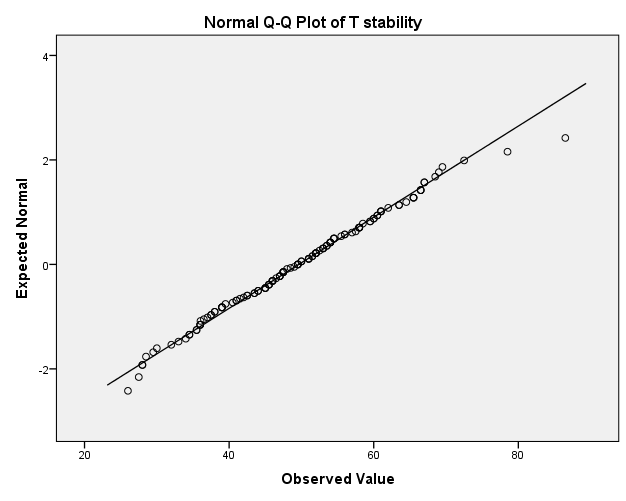 Normal Q-Q Plot of T stability
4
2
0
-2
Expected Normal
20 40 60 80
Observed Value